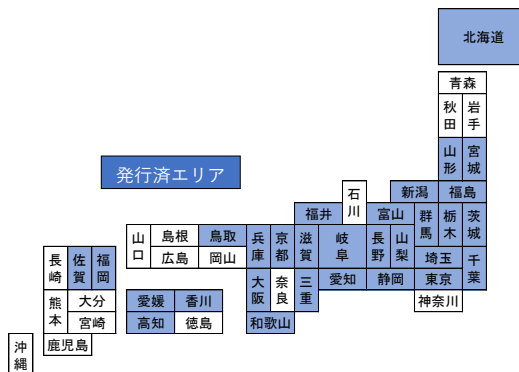 北海道
青森
秋田
岩手
山形
宮城
発行済エリア
石川
新潟
福島
福井
富山
群馬
栃木
茨城
山口
島根
鳥取
兵庫
京都
滋賀
岐阜
長野
山梨
広島
岡山
埼玉
千葉
長崎
佐賀
福岡
大阪
奈良
三重
愛知
静岡
東京
熊本
大分
愛媛
香川
神奈川
宮崎
高知
徳島
和歌山
沖縄
鹿児島